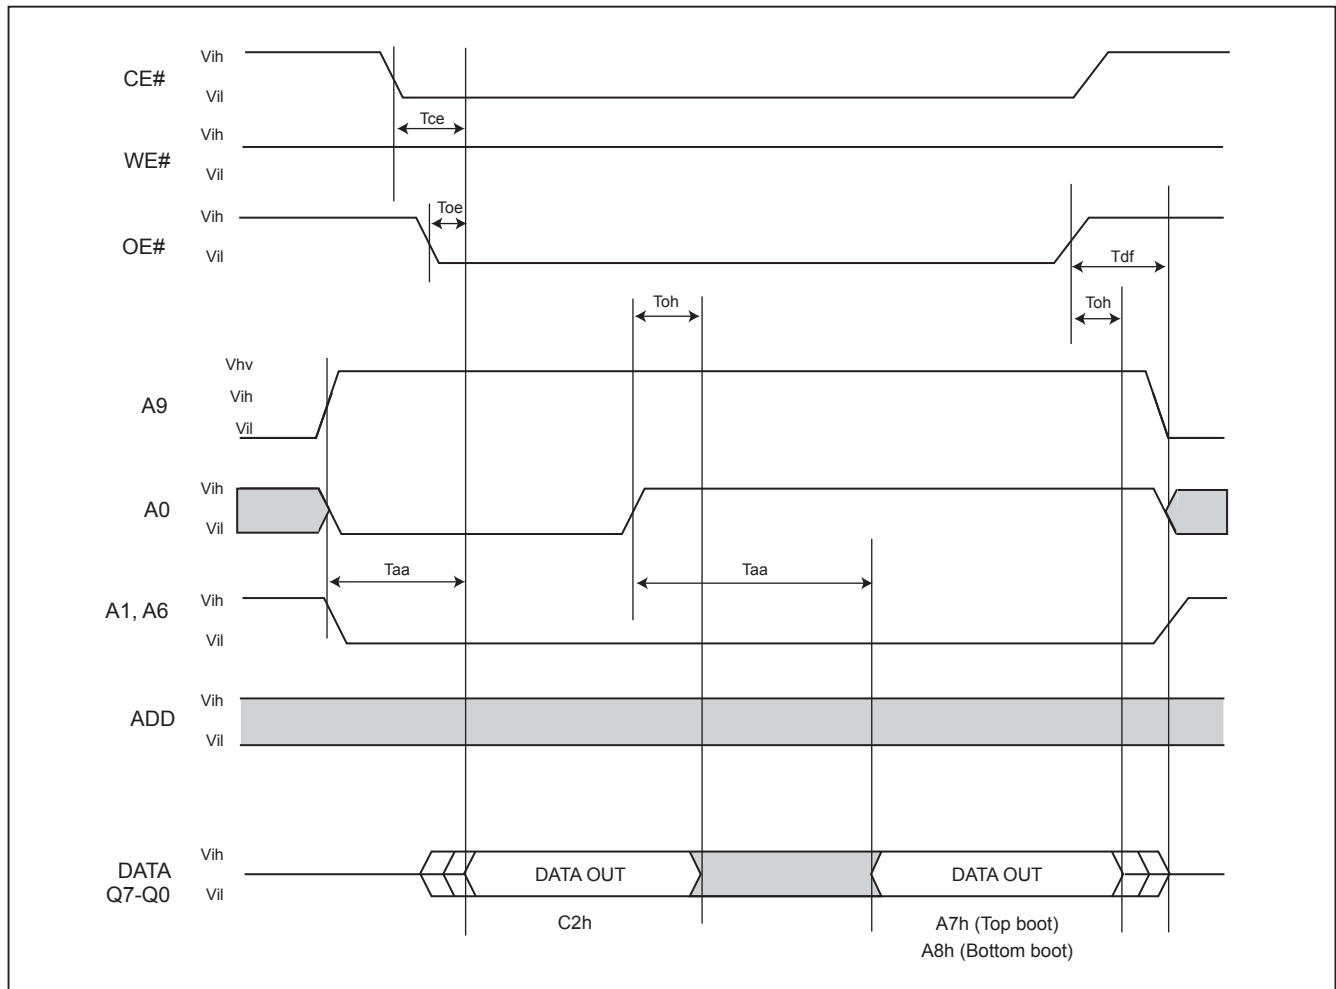 Vih
CE#
Vil
Tce
Vih
WE#
Vil
Toe
Vih
OE#
Vil
Tdf
Toh
Toh
Vhv
A9
Vih
Vil
Vih
A0
Vil
Taa
Taa
Vih
A1, A6
Vil
Vih
ADD
Vil
Vih
DATA
Q7-Q0
Vil
DATA OUT
DATA OUT
C2h
A7h (Top boot)
A8h (Bottom boot)